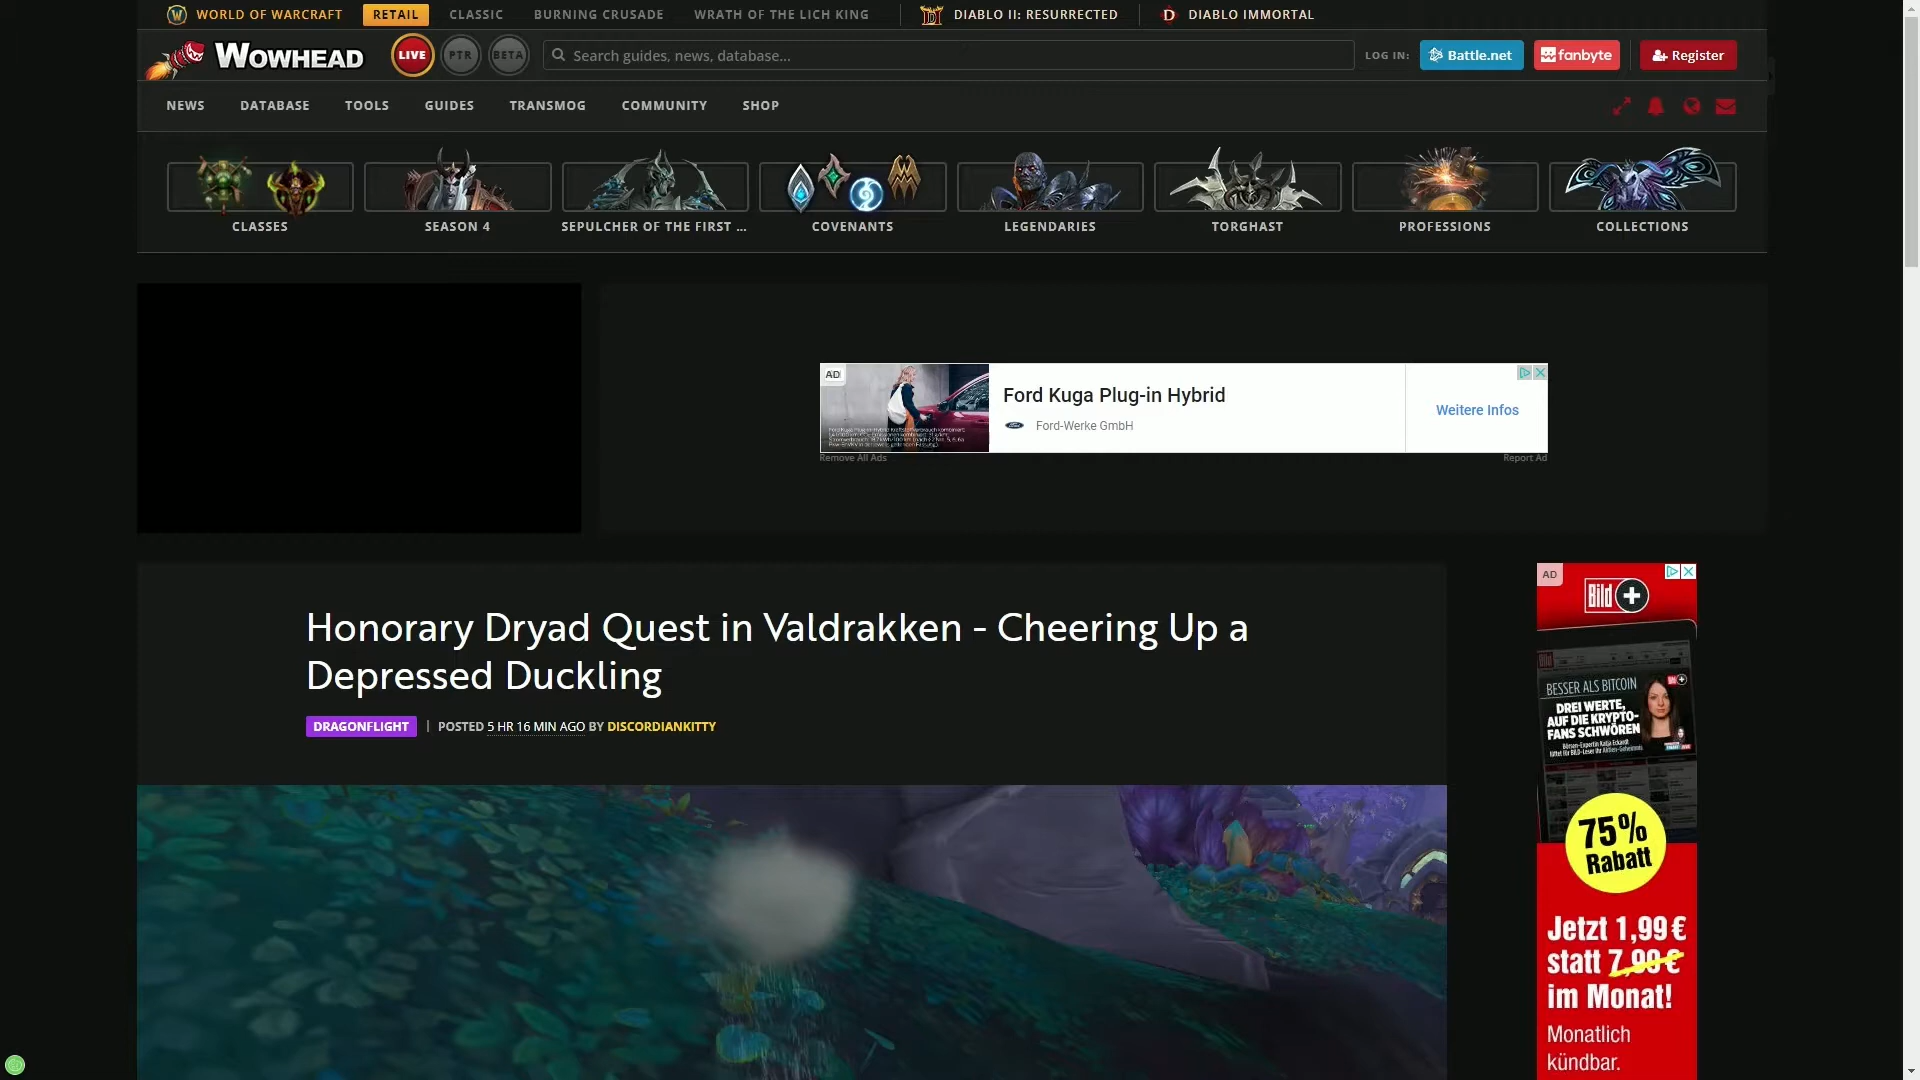 WORLD OF WARCRAFT RETAIL CLASSIC BURNING CRUSADE WRATH OF THE LICH KING DIABLO II: RESURRECTED DIABLO IMMORTAL
WOWHEAD LIVE PTR BETA Search guides, news, database... LOG IN: Battle.net fanbyte Register
NEWS DATABASE TOOLS GUIDES TRANSMOG COMMUNITY SHOP
CLASSES SEASON 4 SEPULCHER OF THE FIRST ... COVENANTS LEGENDARIES TORGHAST PROFESSIONS COLLECTIONS
AD
Ford Kuga Plug-in Hybrid
Ford-Werke GmbH
Weitere Infos
Remove All Ads Report Ad
Honorary Dryad Quest in Valdrakken - Cheering Up a
Depressed Duckling
DRAGONFLIGHT | POSTED 5 HR 16 MIN AGO BY DISCORDIANKITTY
AD
Bild +
BESSER ALS BITCOIN
DREI WERTE,
AUF DIE KRYPTO-
FANS SCHWÖREN
75%
Rabatt
Jetzt 1,99€
statt 7,99€
im Monat!
Monatlich
kündbar.